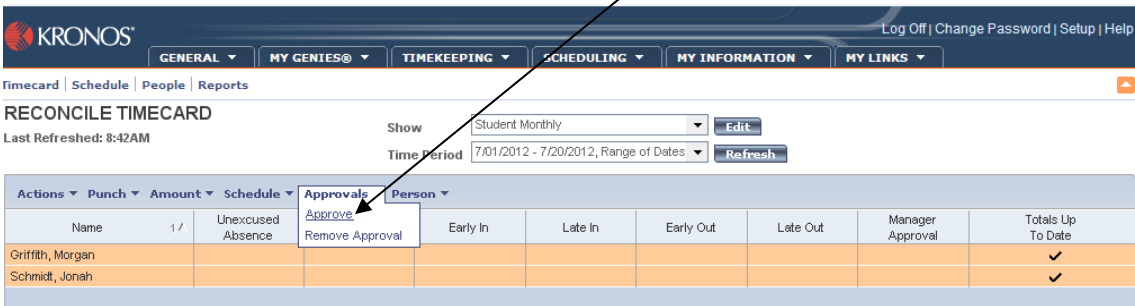 KRONOS®
Log Off | Change Password | Setup | Help
GENERAL MY GENIES® TIMEKEEPING SCHEDULING MY INFORMATION MY LINKS
Timecard | Schedule | People | Reports
RECONCILE TIMECARD
Last Refreshed: 8:42AM
Show Student Monthly Edit
Time Period 7/01/2012 - 7/20/2012, Range of Dates Refresh
Actions Punch Amount Schedule Approvals Person
Approve
Remove Approval
Name 1 Unexcused Absence Early In Late In Early Out Late Out Manager Approval Totals Up To Date
Griffith, Morgan
Schmidt, Jonah